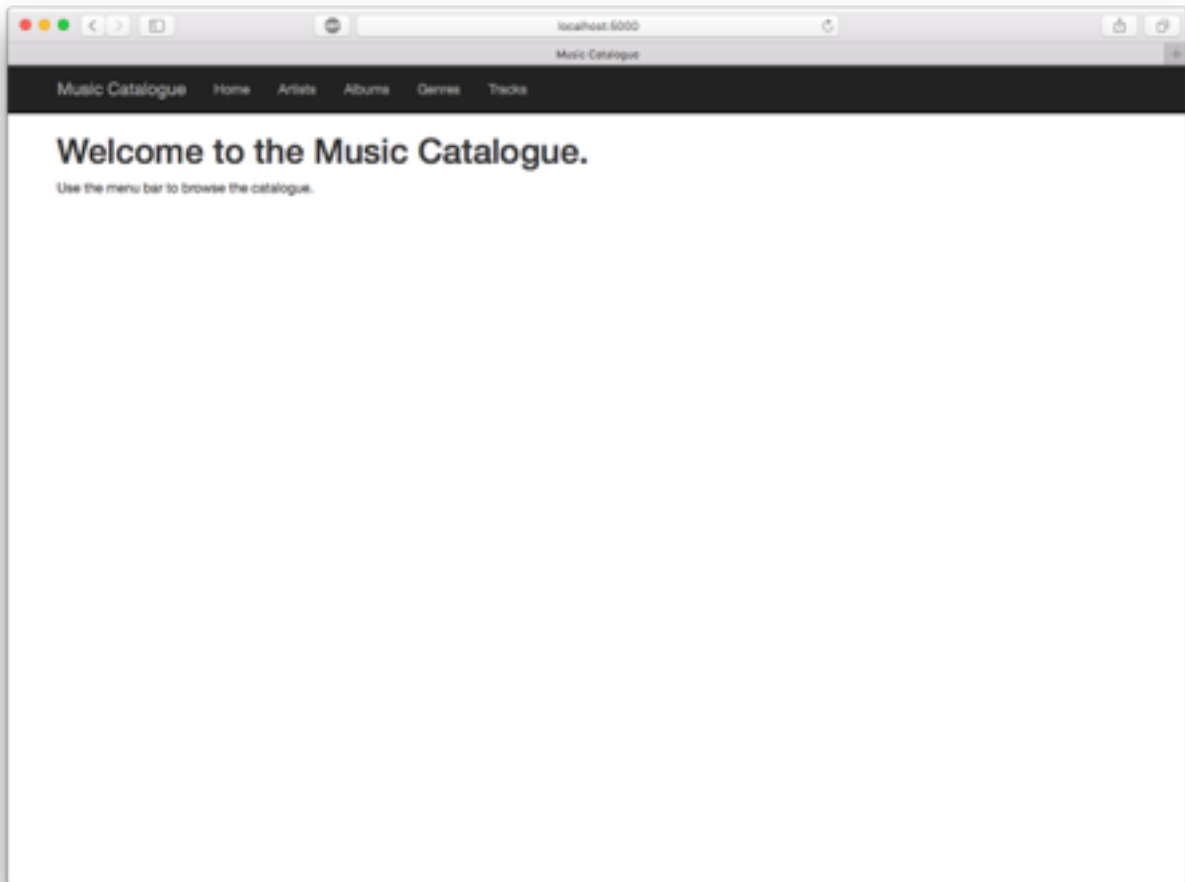 localhost:5000
Music Catalogue
Music Catalogue Home Artists Albums Genres Tracks
Welcome to the Music Catalogue.
Use the menu bar to browse the catalogue.